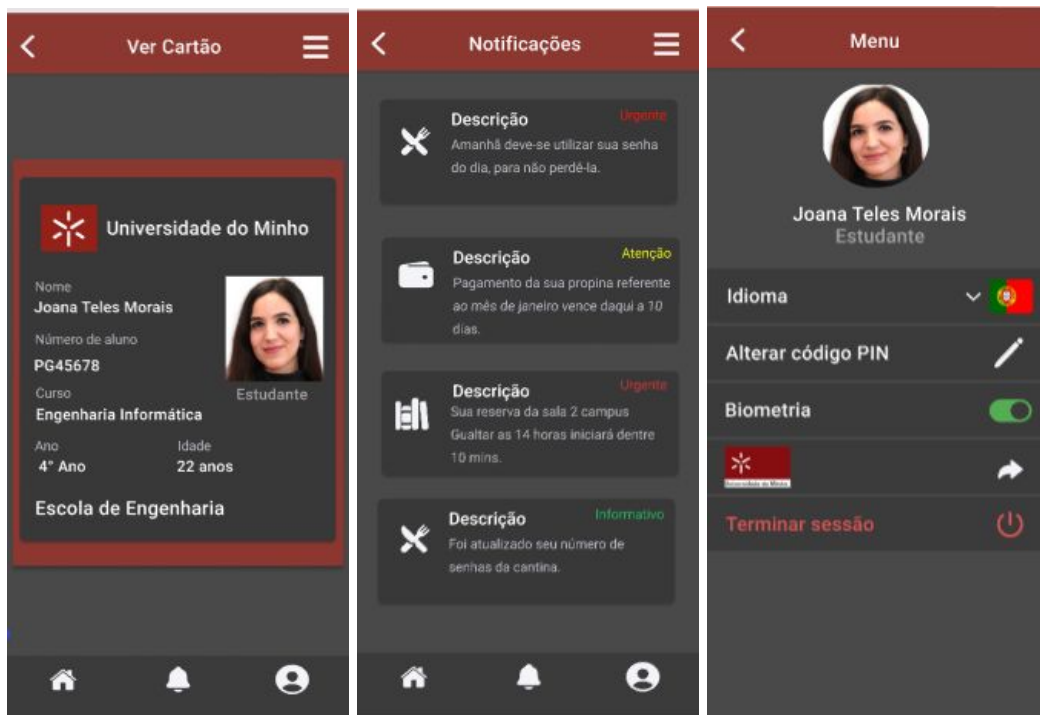 Ver Cartão
Universidade do Minho
Nome
Joana Teles Morais
Número de aluno
PG45678
Curso
Engenharia Informática
Estudante
Ano
Idade
4° Ano
22 anos
Escola de Engenharia
Notificações
Descrição
Urgente
Amanhã deve-se utilizar sua senha
do dia, para não perdê-la.
Descrição
Atenção
Pagamento da sua propina referente
ao mês de janeiro vence daqui a 10
dias.
Descrição
Urgente
Sua reserva da sala 2 campus
Gualtar as 14 horas iniciará dentre
10 mins.
Descrição
Informativo
Foi atualizado seu número de
senhas da cantina.
Menu
Joana Teles Morais
Estudante
Idioma
Alterar código PIN
Biometria
Universidade do Minho
Terminar sessão